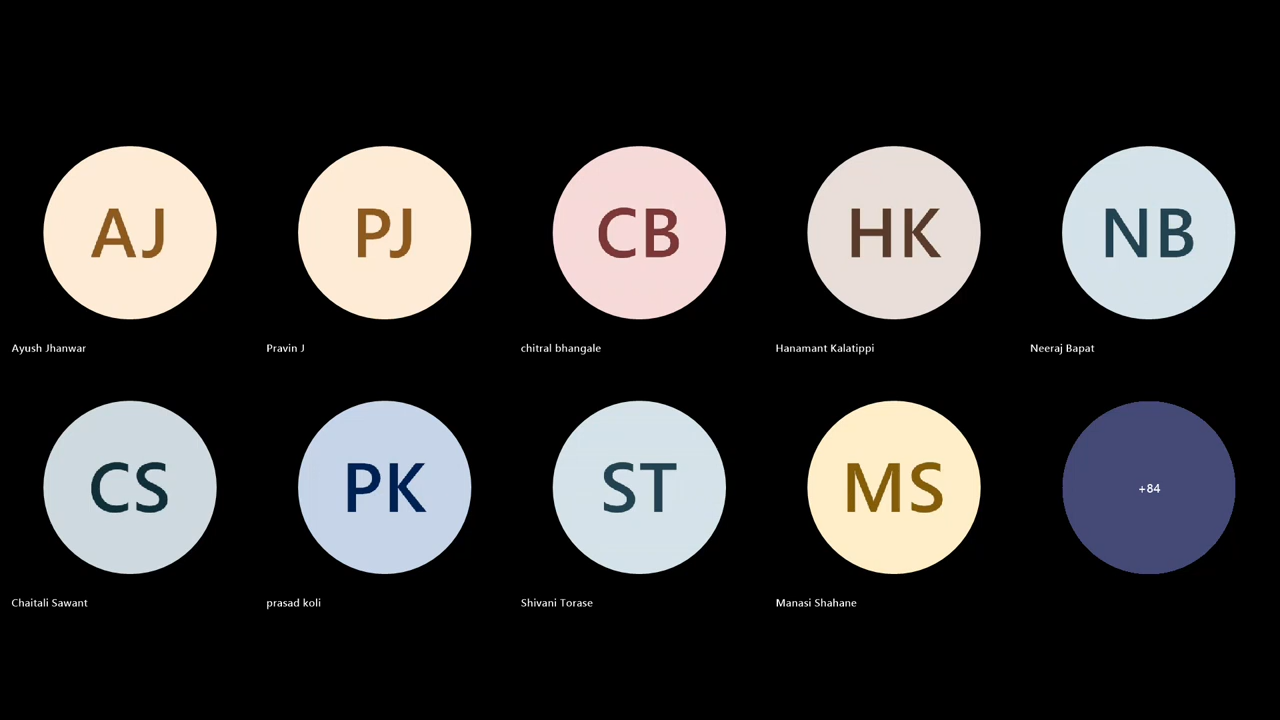 AJ PJ CB HK NB
Ayush Jhanwar Pravin J chitral bhangale Hanamant Kalatippi Neeraj Bapat
CS PK ST MS +84
Chaitali Sawant prasad koli Shivani Torase Manasi Shahane